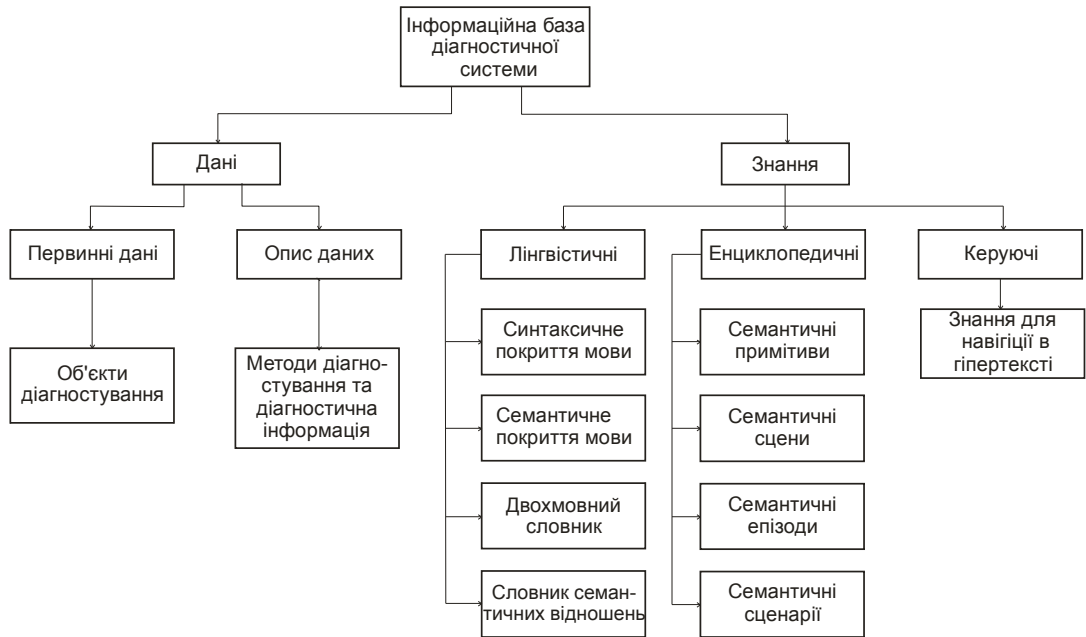 Інформаційна база
діагностичної
системи
Дані
Знання
Первинні дані
Опис даних
Лінгвістичні
Енциклопедичні
Керуючі
Об'єкти
діагностування
Методи діагно-
стування та
діагностична
інформація
Синтаксичне
покриття мови
Семантичні
примітиви
Знання для
навігіції в
гіпертексті
Семантичне
покриття мови
Семантичні
сцени
Двохмовний
словник
Семантичні
епізоди
Словник семан-
тичних відношень
Семантичні
сценарії